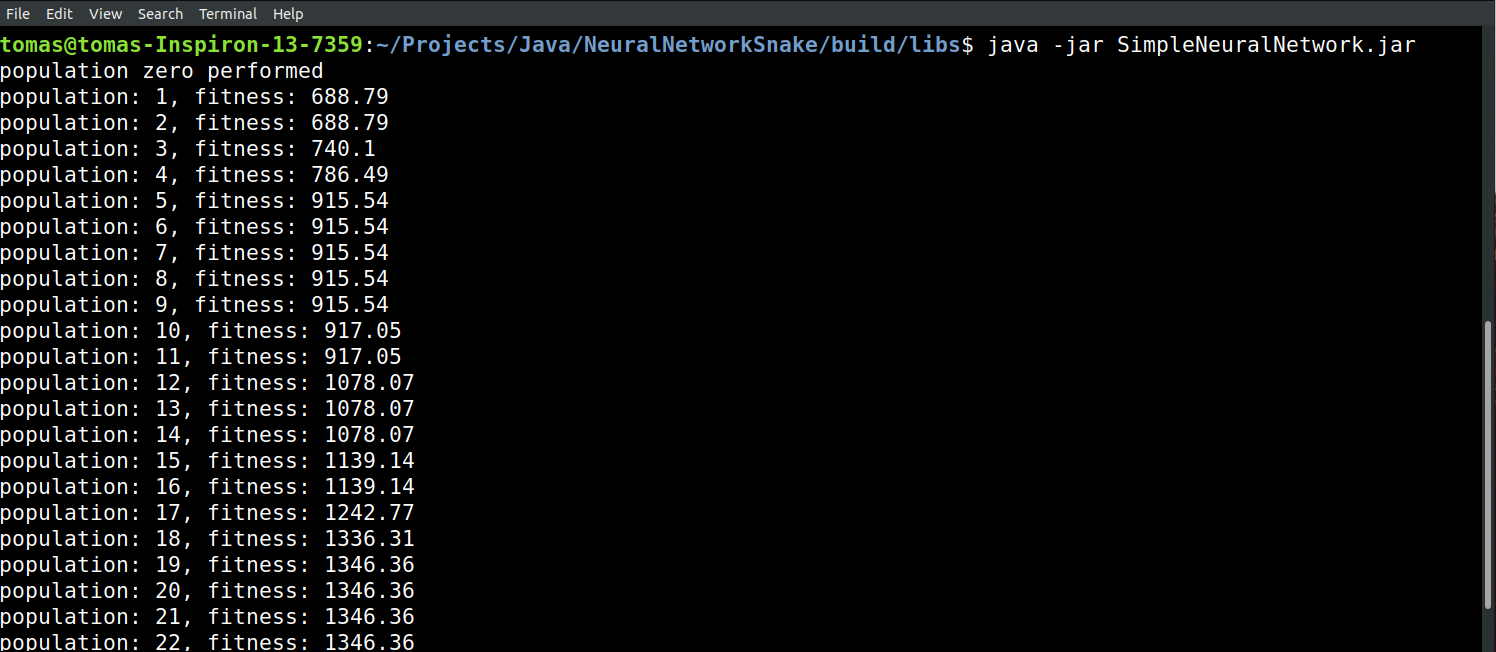 File Edit View Search Terminal Help
tomas@tomas-Inspiron-13-7359:~/Projects/Java/NeuralNetworkSnake/build/libs$ java -jar SimpleNeuralNetwork.jar
population zero performed
population: 1, fitness: 688.79
population: 2, fitness: 688.79
population: 3, fitness: 740.1
population: 4, fitness: 786.49
population: 5, fitness: 915.54
population: 6, fitness: 915.54
population: 7, fitness: 915.54
population: 8, fitness: 915.54
population: 9, fitness: 915.54
population: 10, fitness: 917.05
population: 11, fitness: 917.05
population: 12, fitness: 1078.07
population: 13, fitness: 1078.07
population: 14, fitness: 1078.07
population: 15, fitness: 1139.14
population: 16, fitness: 1139.14
population: 17, fitness: 1242.77
population: 18, fitness: 1336.31
population: 19, fitness: 1346.36
population: 20, fitness: 1346.36
population: 21, fitness: 1346.36
population: 22, fitness: 1346.36